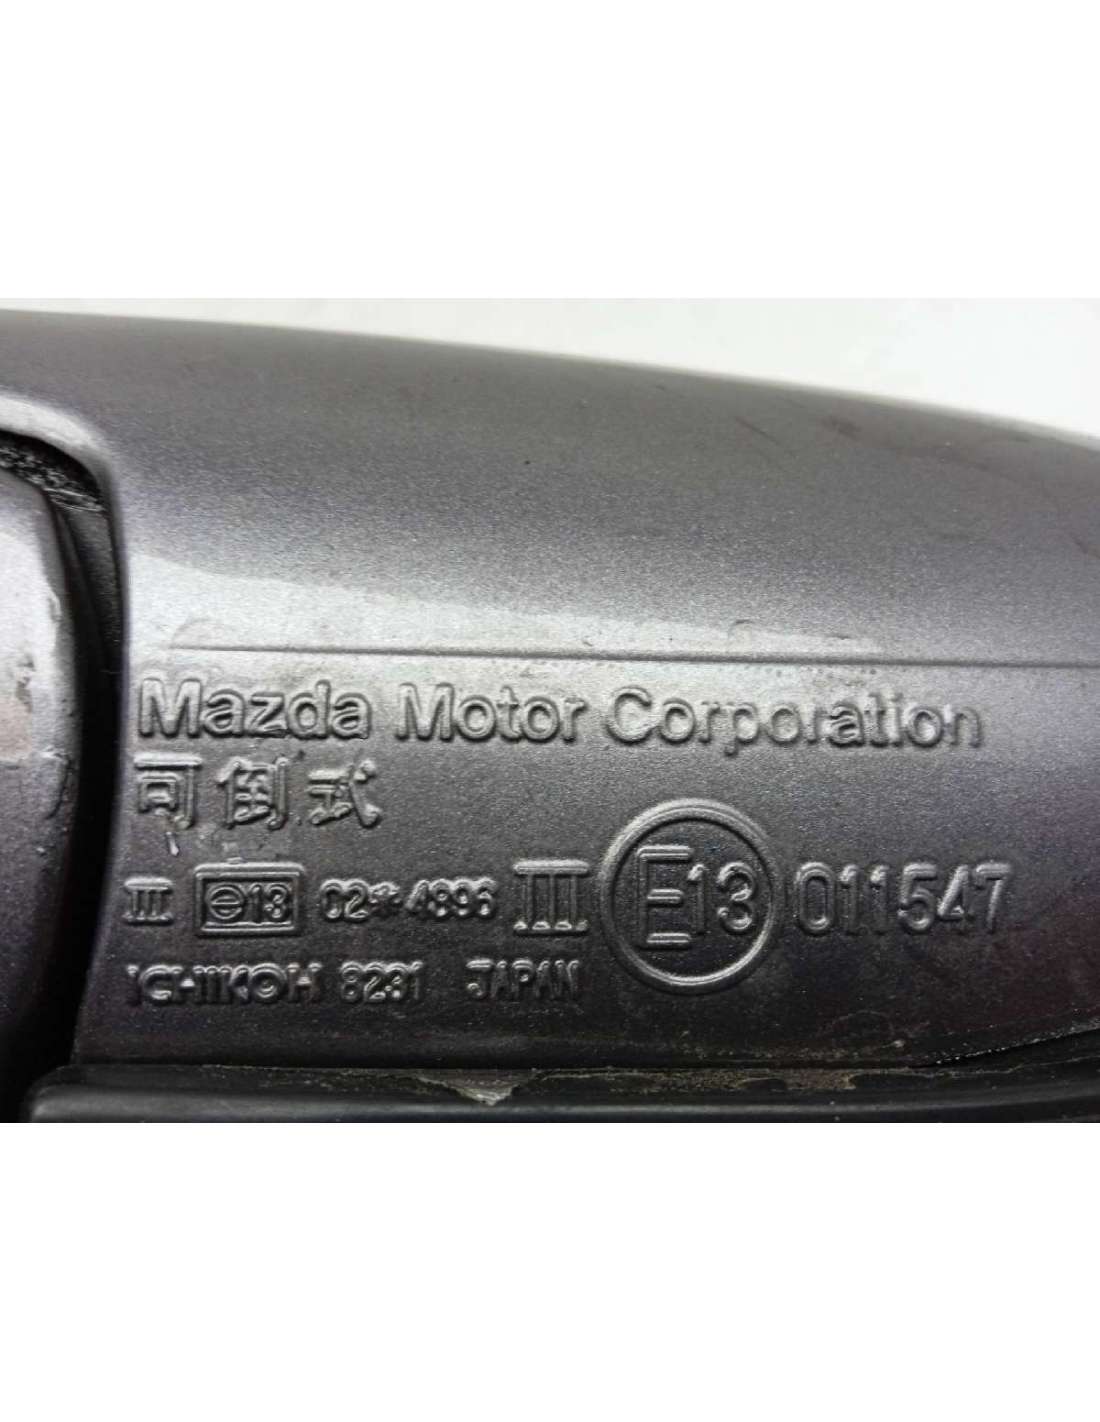 Mazda Motor Corporation
可倒式
III e13 02*4896 III E13 011547
ICHIKOH 8281 JAPAN